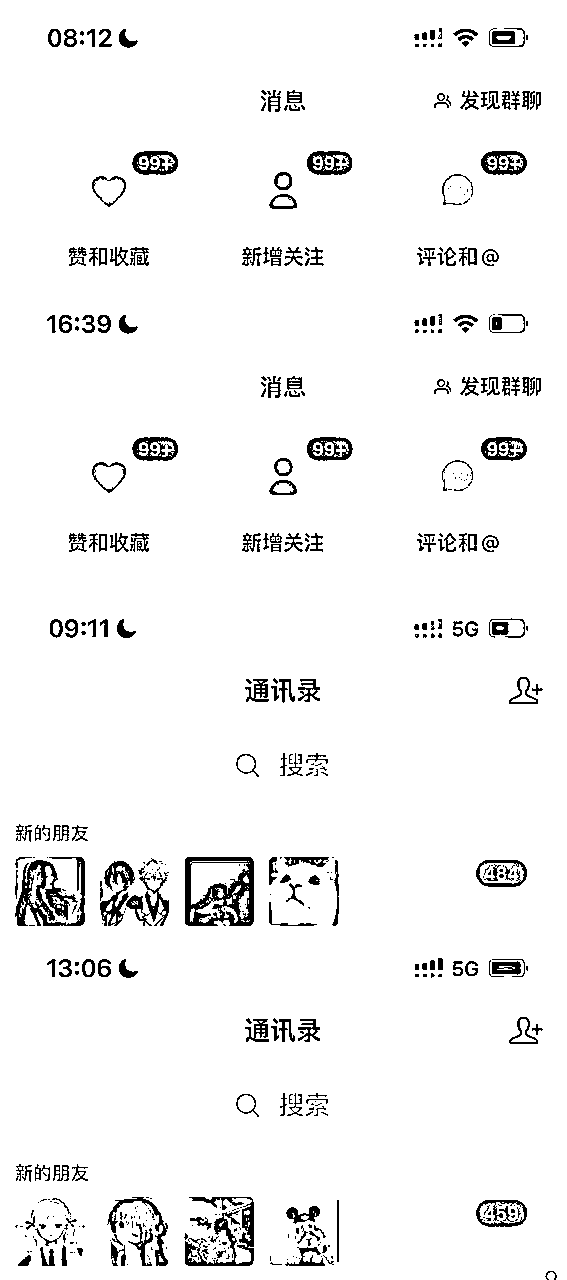 08:12
消息 发现群聊
99+ 99+ 99+
赞和收藏 新增关注 评论和@
16:39
消息 发现群聊
99+ 99+ 99+
赞和收藏 新增关注 评论和@
09:11 5G
通讯录
搜索
新的朋友
484
13:06 5G
通讯录
搜索
新的朋友
459